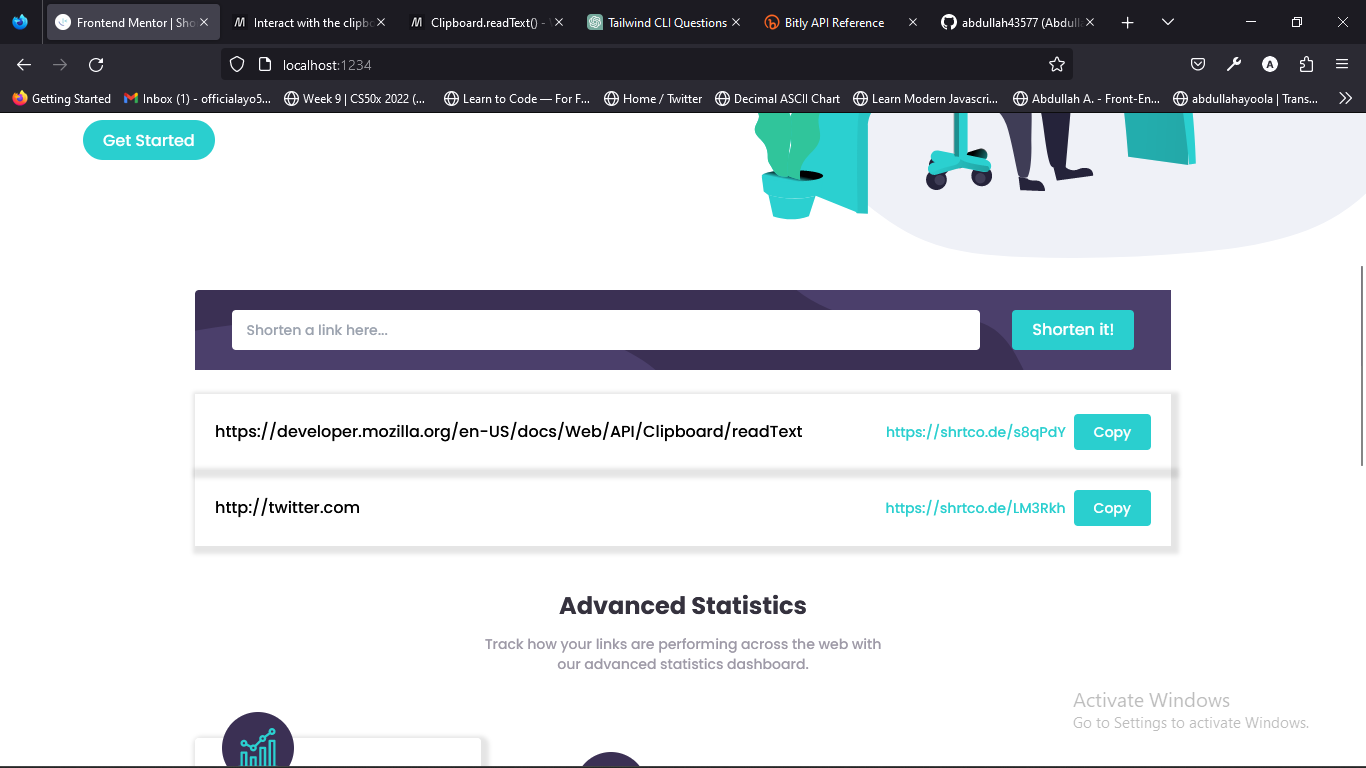 Frontend Mentor | Sho
Interact with the clipbo
Clipboard.readText() -
Tailwind CLI Questions
Bitly API Reference
abdullah43577 (Abdulla
localhost:1234
Getting Started
Inbox (1) - officialayo5...
Week 9 | CS50x 2022 (...
Learn to Code — For F...
Home / Twitter
Decimal ASCII Chart
Learn Modern Javascri...
Abdullah A. - Front-En...
abdullahayoola | Trans...
Get Started
Shorten a link here...
Shorten it!
https://developer.mozilla.org/en-US/docs/Web/API/Clipboard/readText
https://shrtco.de/s8qPdY
Copy
http://twitter.com
https://shrtco.de/LM3Rkh
Copy
Advanced Statistics
Track how your links are performing across the web with
our advanced statistics dashboard.
Activate Windows
Go to Settings to activate Windows.